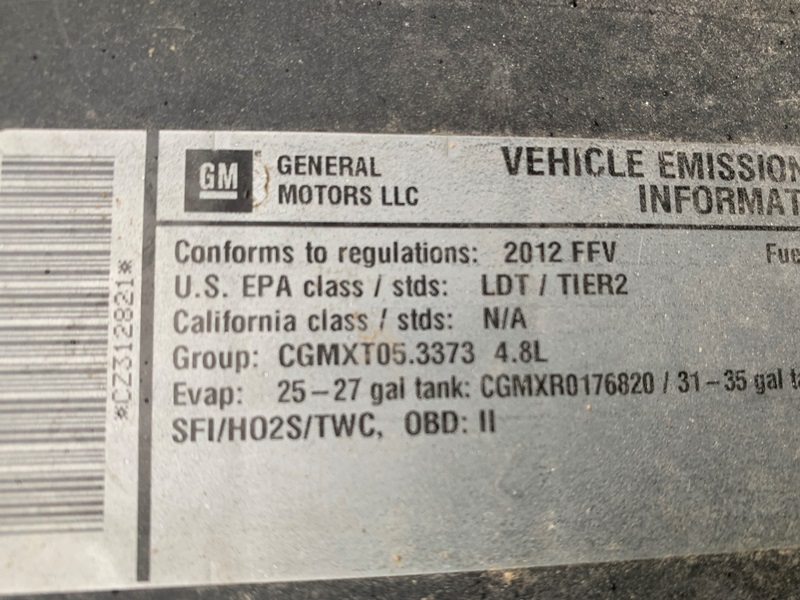 *CZ312821*
GM
GENERAL
MOTORS LLC
VEHICLE EMISSION
INFORMAT
Conforms to regulations: 2012 FFV
Fue
U.S. EPA class / stds: LDT / TIER2
California class / stds: N/A
Group: CGMXT05.3373 4.8L
Evap: 25-27 gal tank: CGMXR0176820 / 31-35 gal ta
SFI/HO2S/TWC, OBD: II